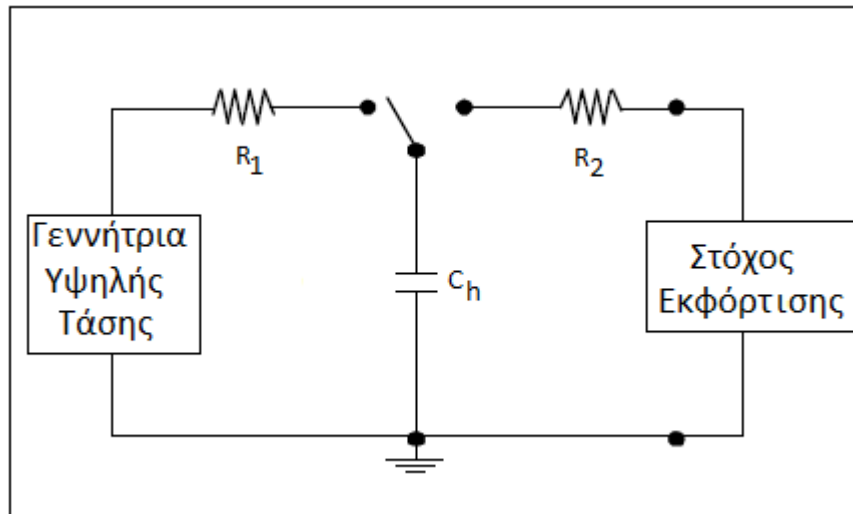 R1
R2
Γεννήτρια
Υψηλής
Τάσης
Ch
Στόχος
Εκφόρτισης